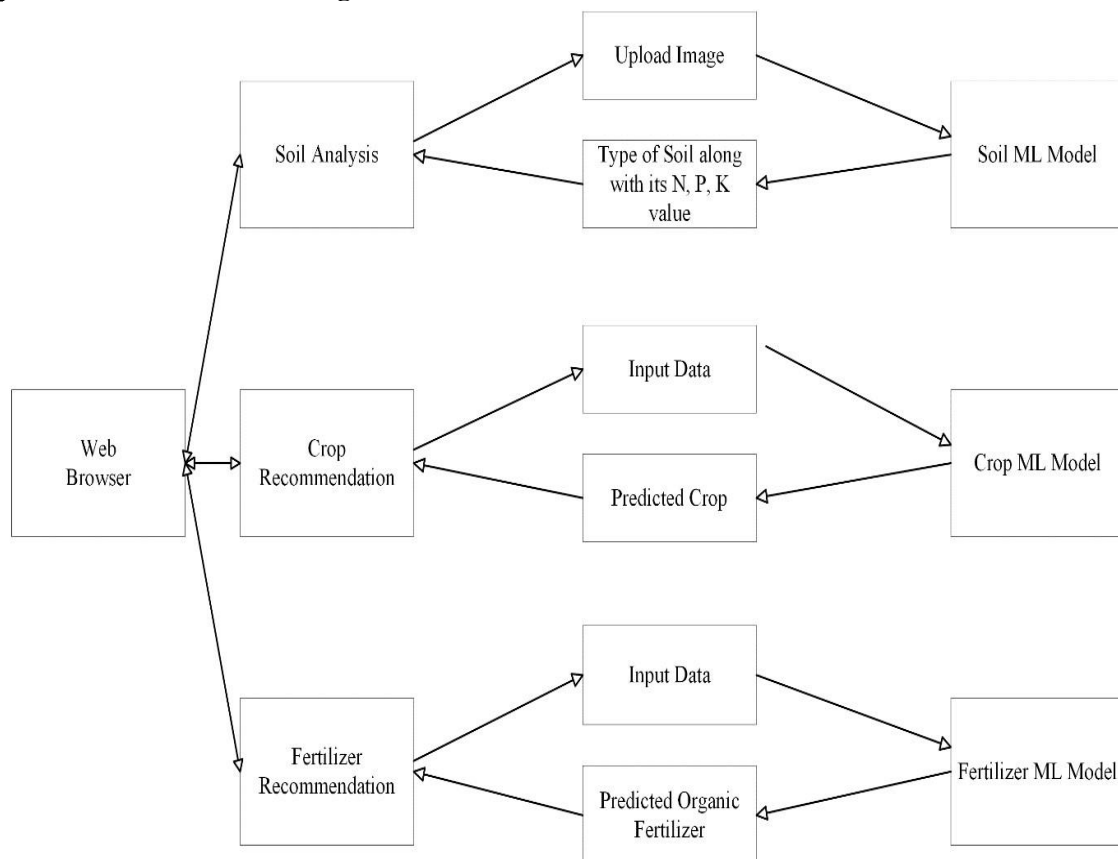 Upload Image
Soil Analysis
Type of Soil along
with its N, P, K
value
Soil ML Model
Web
Browser
Crop
Recommendation
Input Data
Predicted Crop
Crop ML Model
Fertilizer
Recommendation
Input Data
Predicted Organic
Fertilizer
Fertilizer ML Model